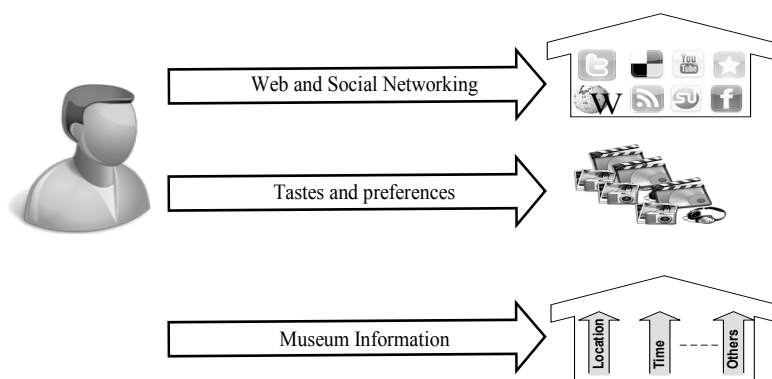 Web and Social Networking
You
Tube
W
f
Tastes and preferences
Museum Information
Location
Time
Others